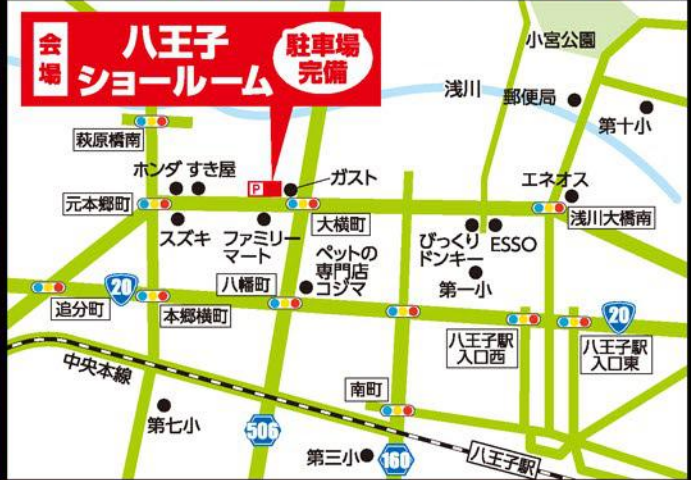 会場
八王子
ショールーム
駐車場
完備
小宮公園
浅川
郵便局
第十小
萩原橋南
ホンダ
すき屋
P
ガスト
エネオス
元本郷町
スズキ
ファミリー
マート
大横町
びっくり
ドンキー
ESSO
浅川大橋南
ペットの
専門店
コジマ
八幡町
第一小
20
追分町
本郷横町
八王子駅
入口西
20
八王子駅
入口東
中央本線
南町
第七小
506
第三小
160
八王子駅